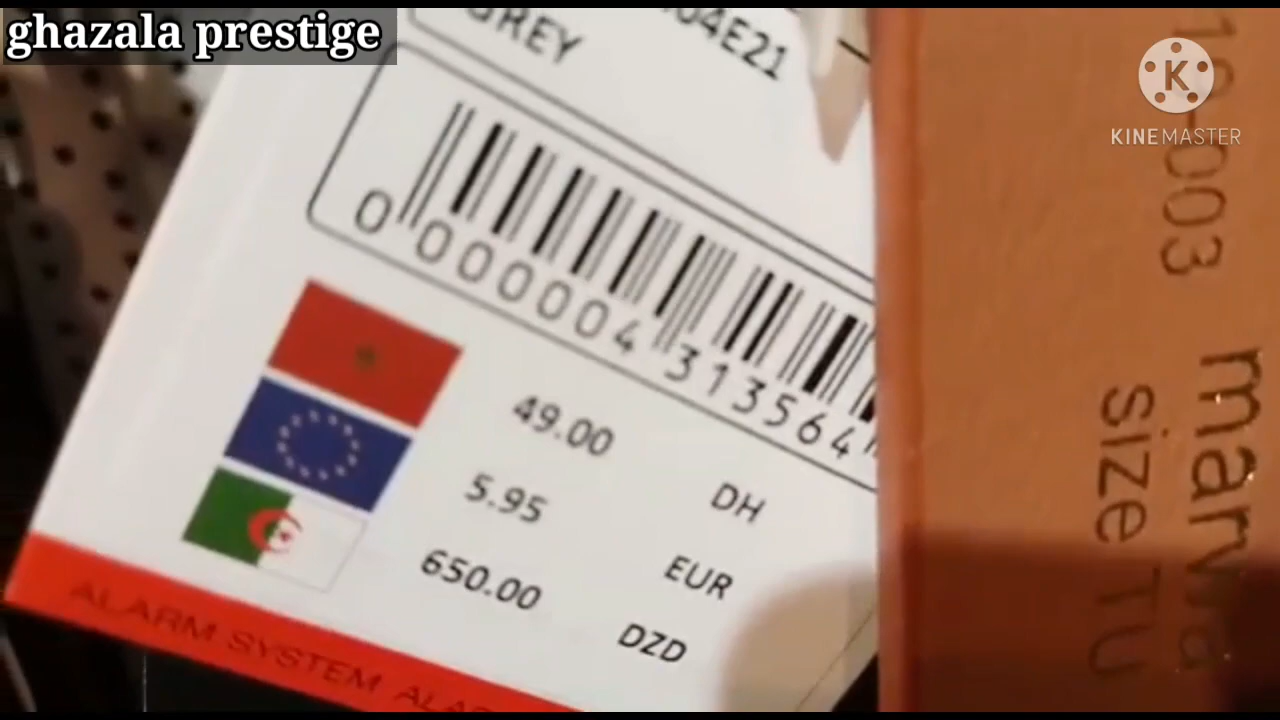 ghazala prestige
GREY
04E21
0 000004 313564
49.00 DH
5.95 EUR
650.00 DZD
ALARM SYSTEM
K
KINEMASTER
marwa
size TU